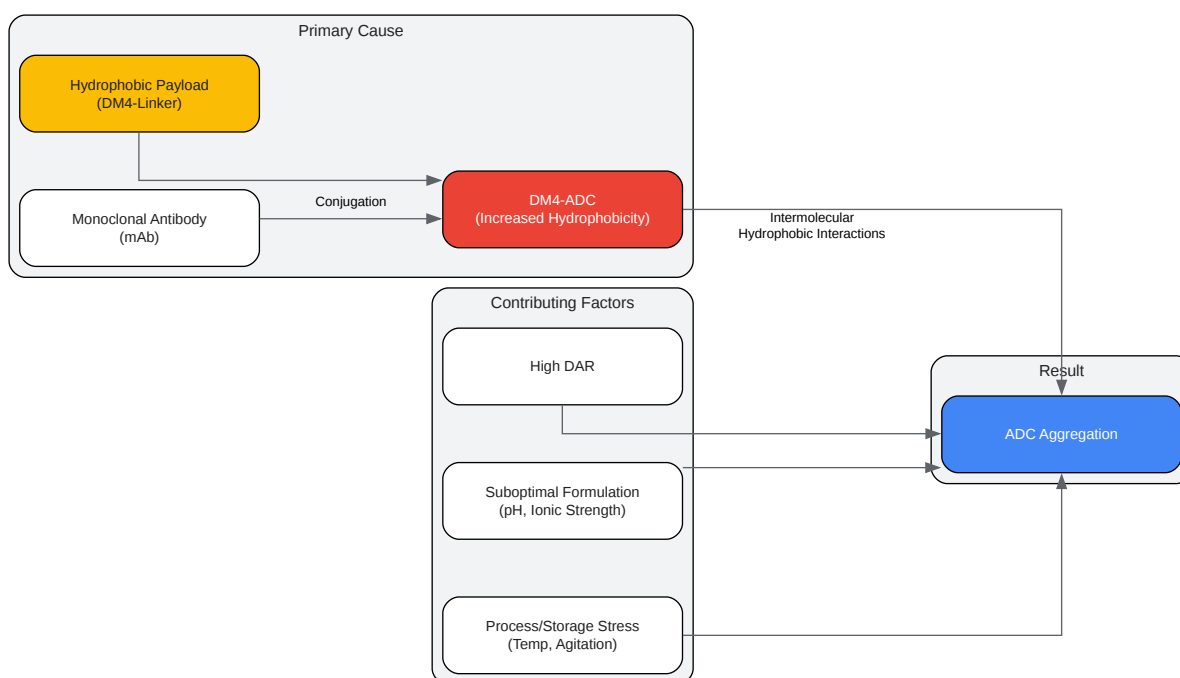 Primary Cause
Hydrophobic Payload
(DM4-Linker)
Monoclonal Antibody
(mAb)
Conjugation
DM4-ADC
(Increased Hydrophobicity)
Intermolecular
Hydrophobic Interactions
Contributing Factors
High DAR
Suboptimal Formulation
(pH, Ionic Strength)
Process/Storage Stress
(Temp, Agitation)
Result
ADC Aggregation